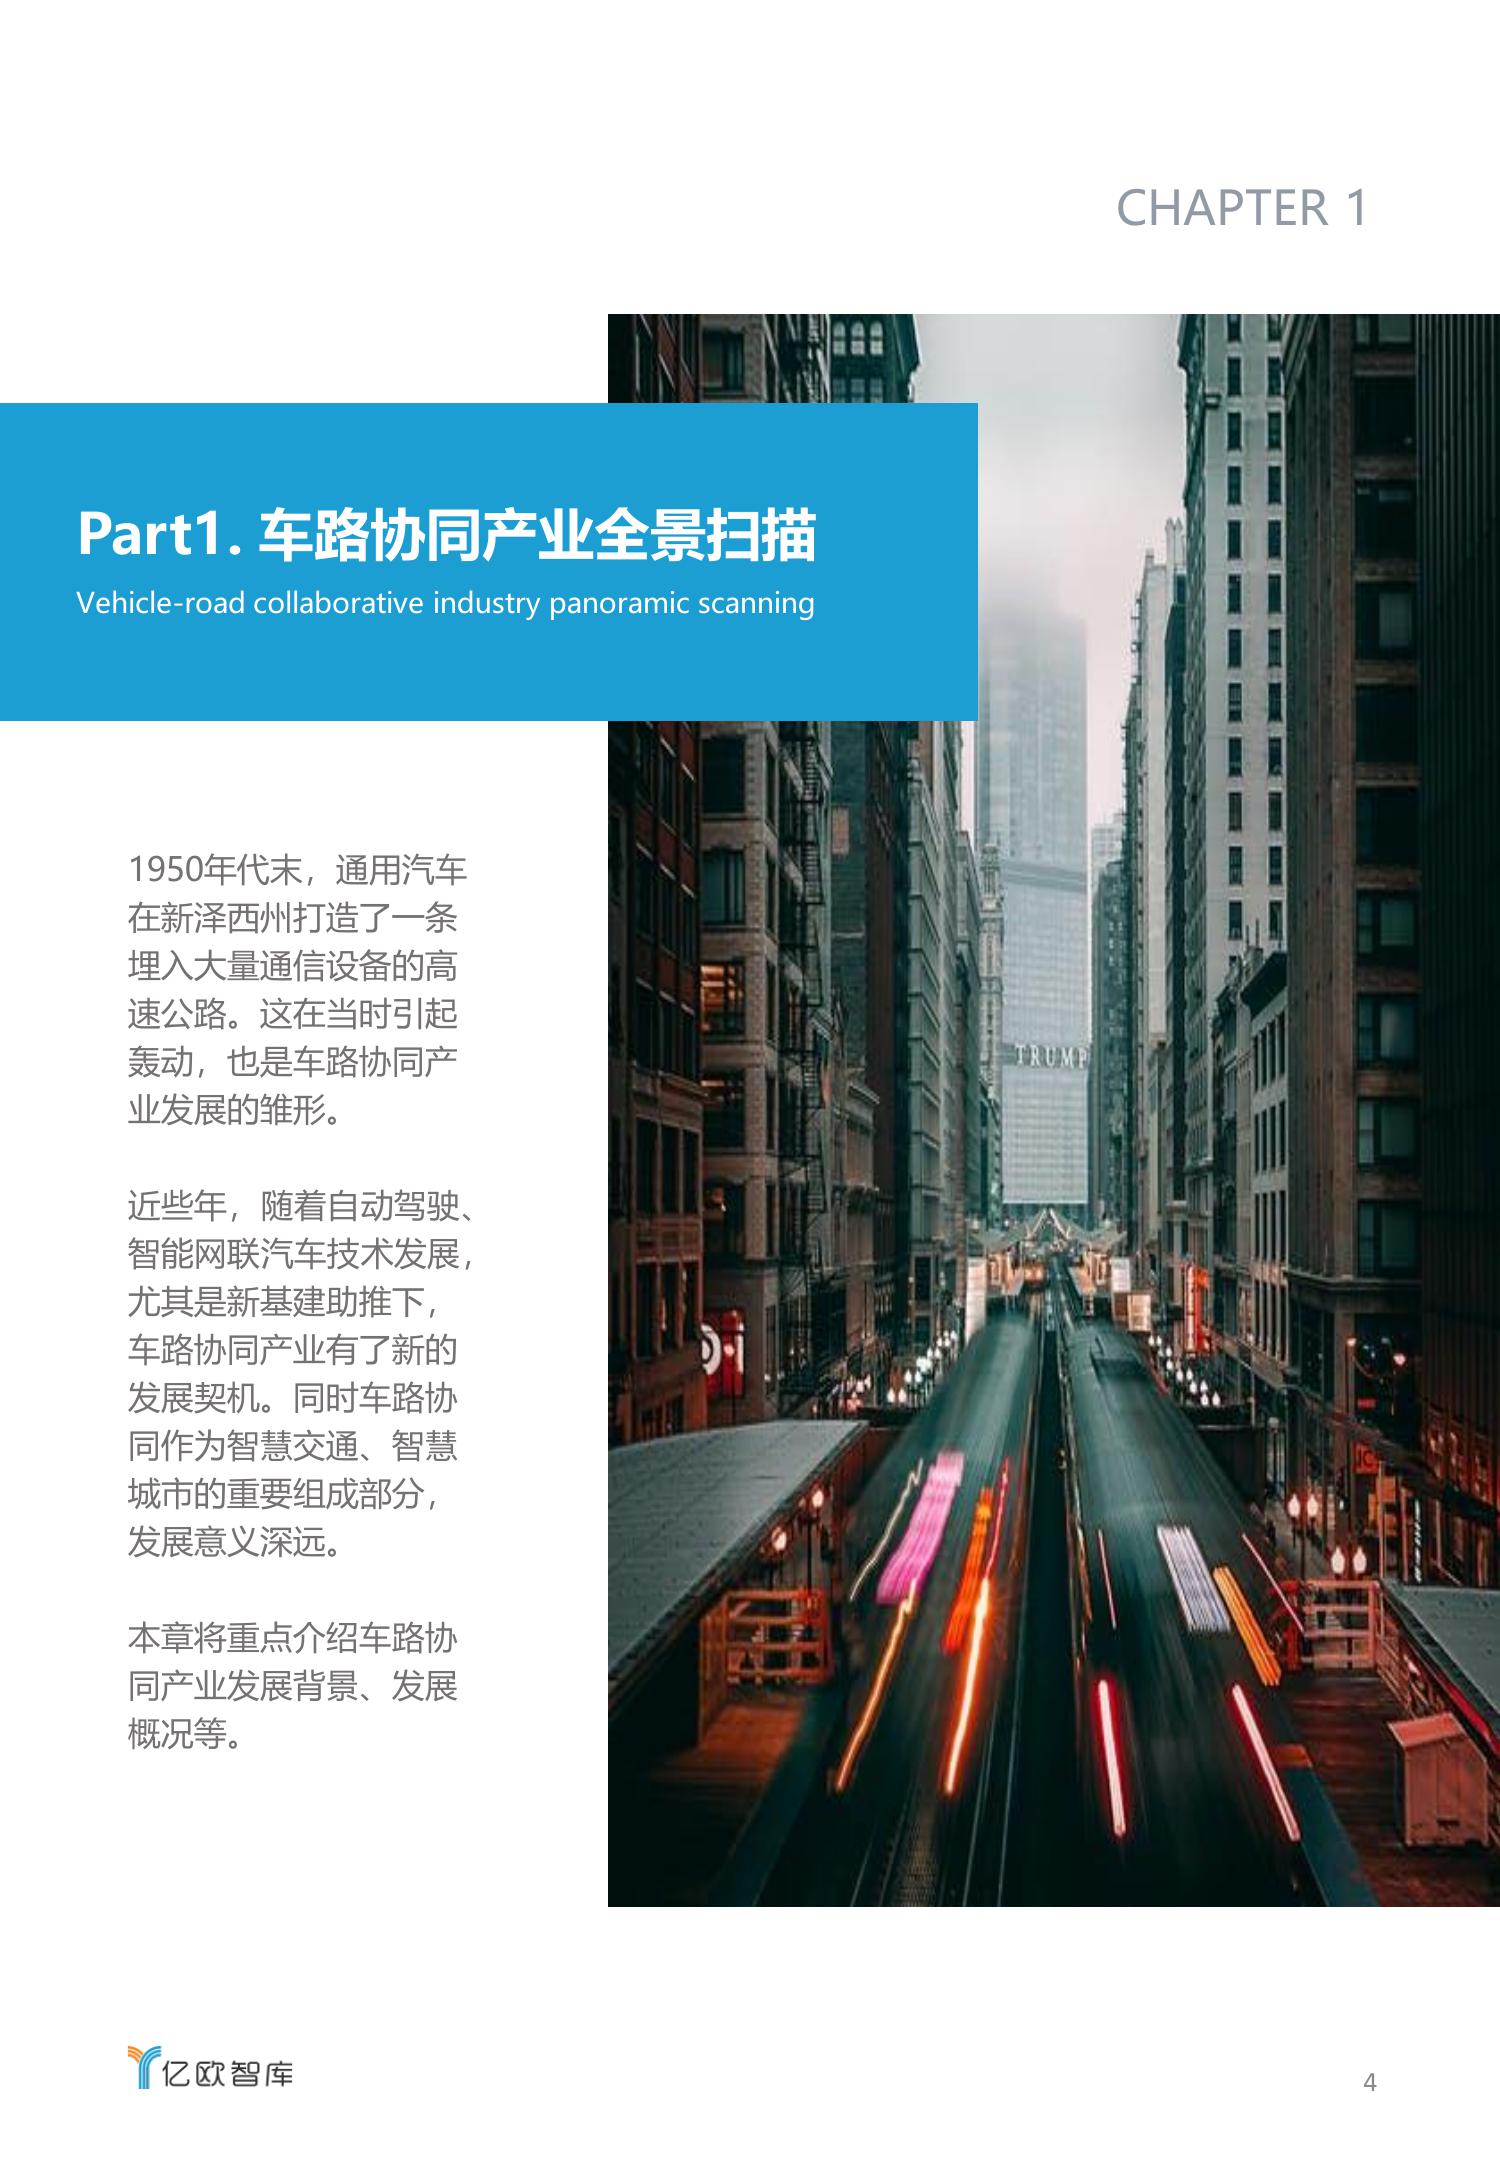 CHAPTER 1
Part1. 车路协同产业全景扫描
Vehicle-road collaborative industry panoramic scanning
1950年代末，通用汽车
在新泽西州打造了一条
埋入大量通信设备的高
速公路。这在当时引起
轰动，也是车路协同产
业发展的雏形。
近些年，随着自动驾驶、
智能网联汽车技术发展，
尤其是新基建助推下，
车路协同产业有了新的
发展契机。同时车路协
同作为智慧交通、智慧
城市的重要组成部分，
发展意义深远。
本章将重点介绍车路协
同产业发展背景、发展
概况等。
TRUMP
亿欧智库
4